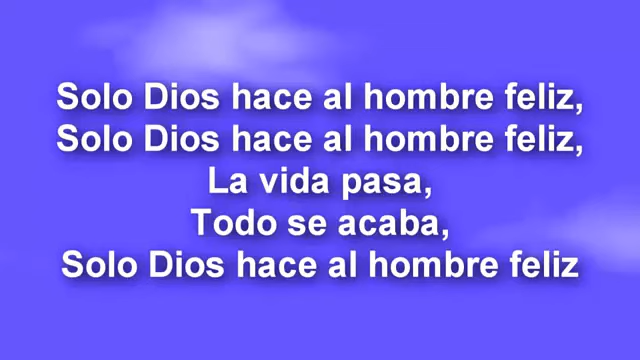 Solo Dios hace al hombre feliz,
Solo Dios hace al hombre feliz,
La vida pasa,
Todo se acaba,
Solo Dios hace al hombre feliz